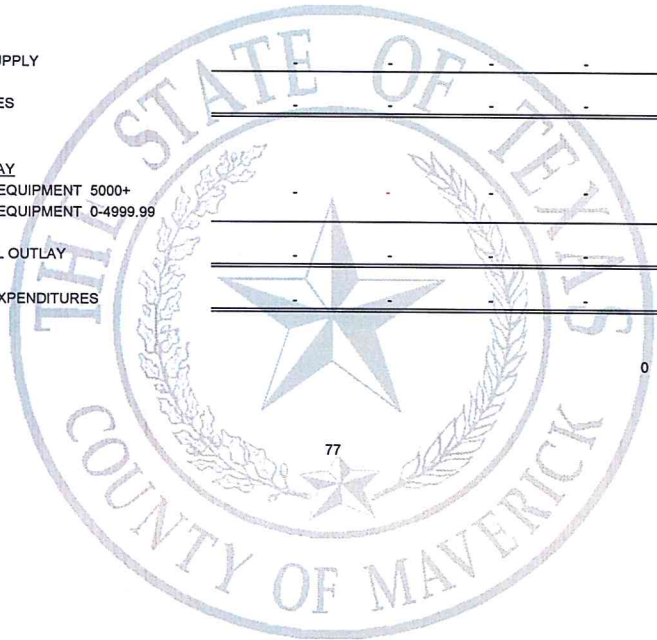 UPPLY - - - -
ES - - - -
AY
EQUIPMENT 5000+ - - - -
EQUIPMENT 0-4999.99
L OUTLAY - - - -
XPENDITURES - - - -
0
77
THE STATE OF TEXAS
COUNTY OF MAVERICK